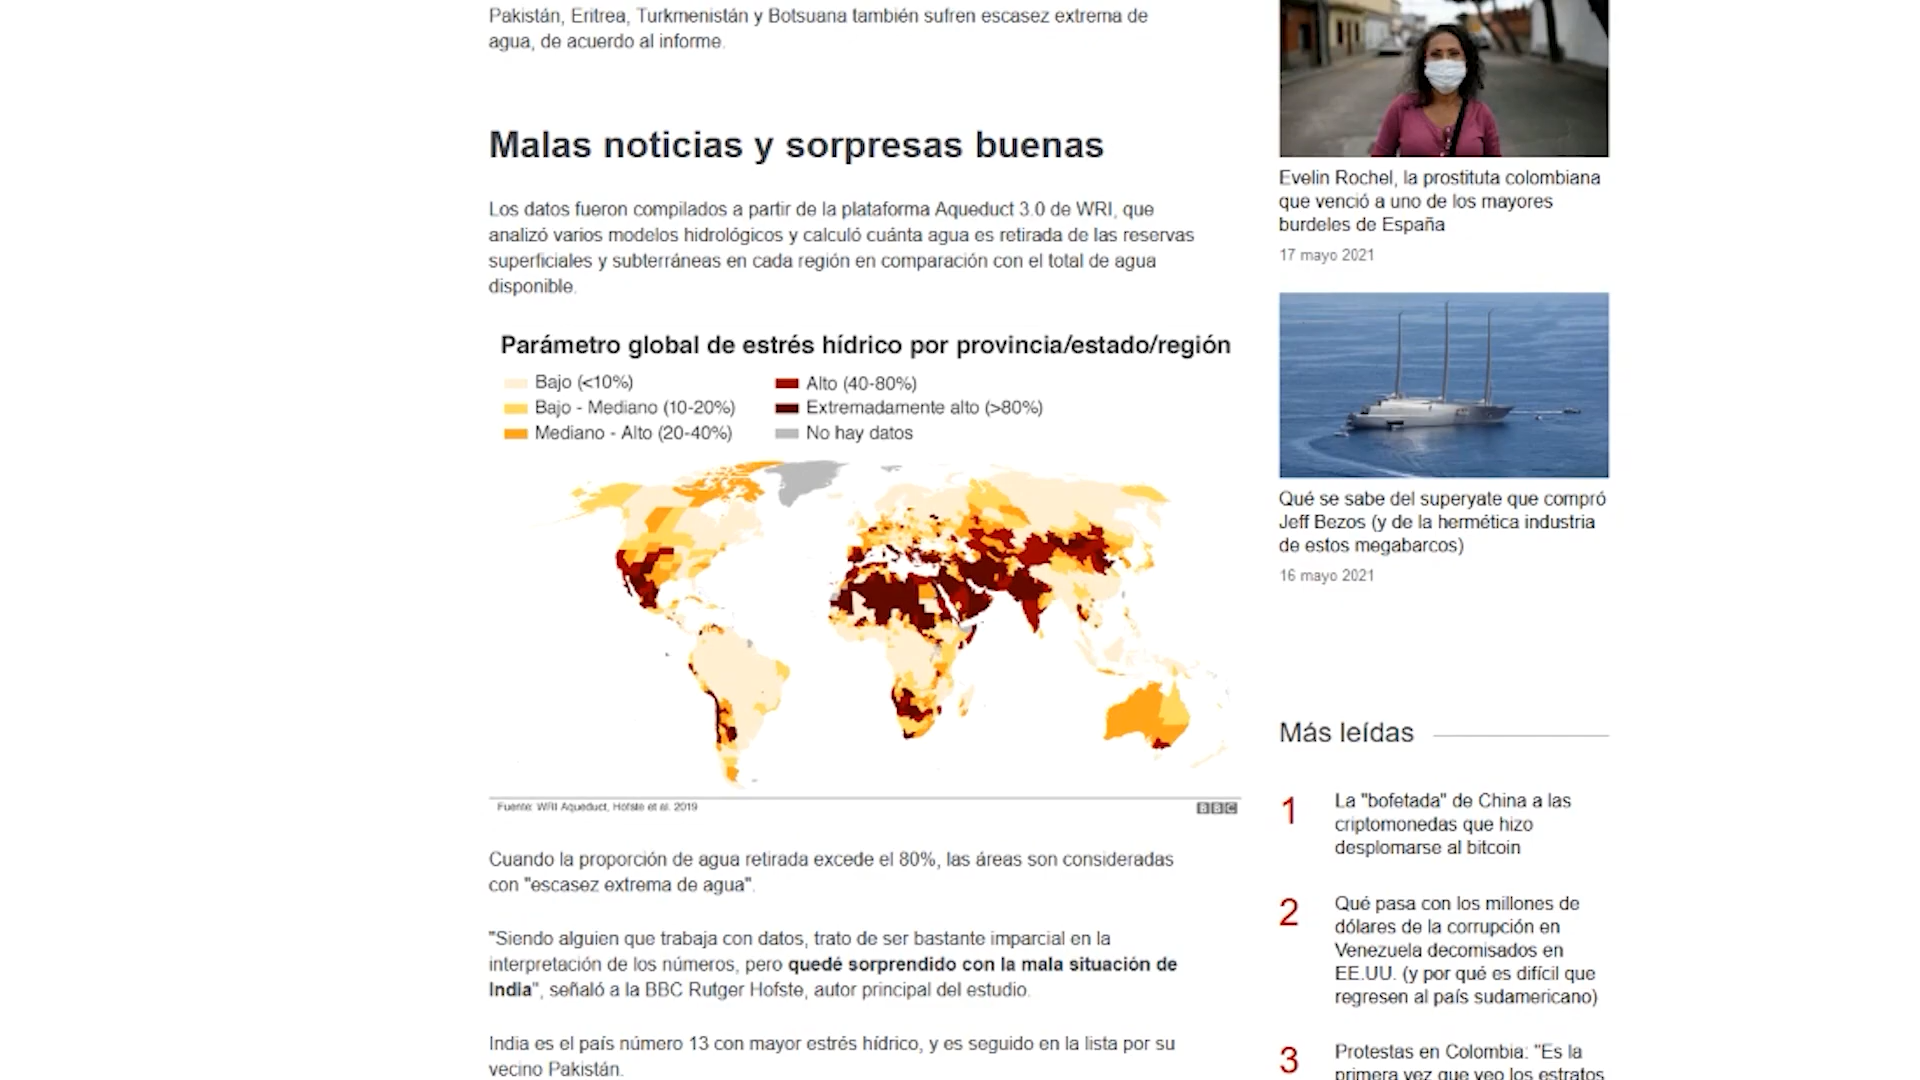 Pakistán, Eritrea, Turkmenistán y Botsuana también sufren escasez extrema de
agua, de acuerdo al informe.
Malas noticias y sorpresas buenas
Los datos fueron compilados a partir de la plataforma Aqueduct 3.0 de WRI, que
analizó varios modelos hidrológicos y calculó cuánta agua es retirada de las reservas
superficiales y subterráneas en cada región en comparación con el total de agua
disponible.
Parámetro global de estrés hídrico por provincia/estado/región
Bajo (<10%)
Bajo - Mediano (10-20%)
Mediano - Alto (20-40%)
Alto (40-80%)
Extremadamente alto (>80%)
No hay datos
Fuente: WRI Aqueduct, Hofste et al. 2019
BBC
Cuando la proporción de agua retirada excede el 80%, las áreas son consideradas
con "escasez extrema de agua".
"Siendo alguien que trabaja con datos, trato de ser bastante imparcial en la
interpretación de los números, pero quedé sorprendido con la mala situación de
India", señaló a la BBC Rutger Hofste, autor principal del estudio.
India es el país número 13 con mayor estrés hídrico, y es seguido en la lista por su
vecino Pakistán.
Evelin Rochel, la prostituta colombiana
que venció a uno de los mayores
burdeles de España
17 mayo 2021
Qué se sabe del superyate que compró
Jeff Bezos (y de la hermética industria
de estos megabarcos)
16 mayo 2021
Más leídas
1
La "bofetada" de China a las
criptomonedas que hizo
desplomarse al bitcoin
2
Qué pasa con los millones de
dólares de la corrupción en
Venezuela decomisados en
EE.UU. (y por qué es difícil que
regresen al país sudamericano)
3
Protestas en Colombia: "Es la
primera vez que veo los estratos